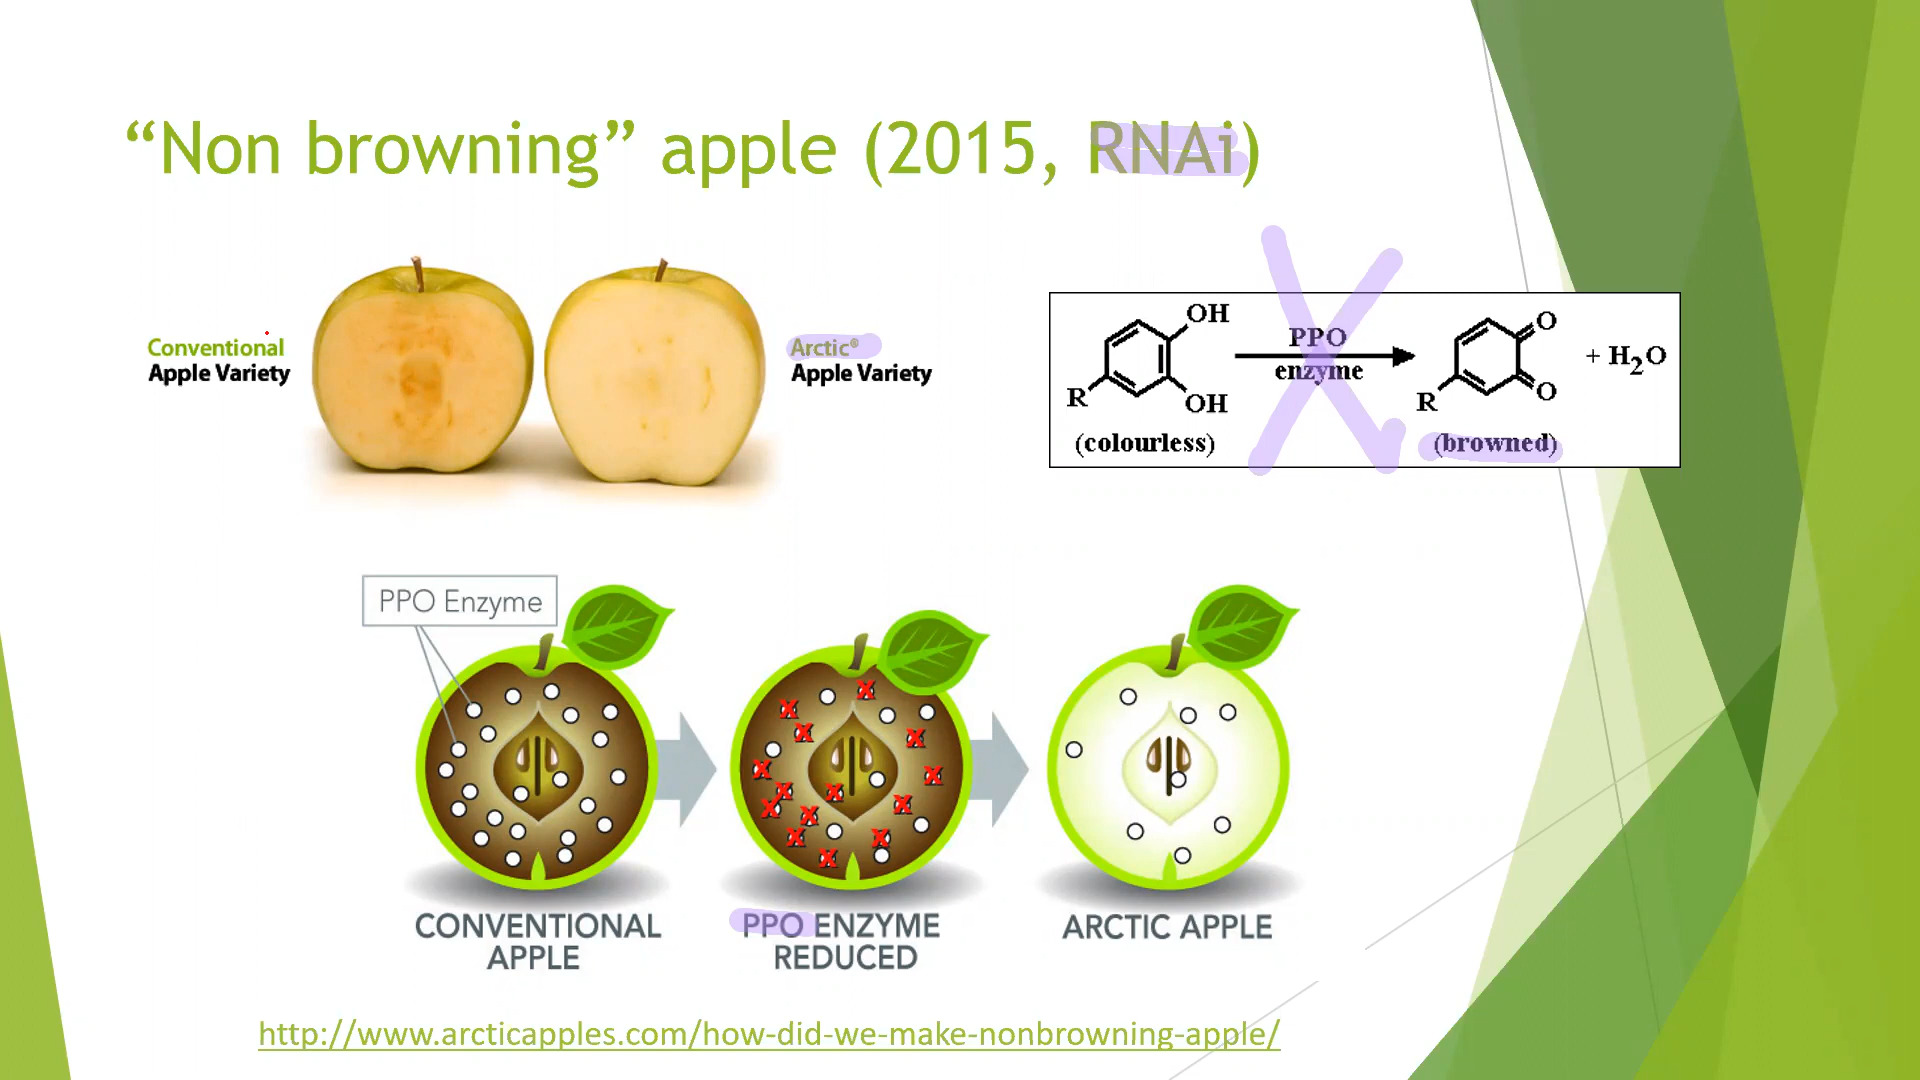 “Non browning” apple (2015, RNAi)
Conventional
Apple Variety
Arctic®
Apple Variety
OH
OH
R
(colourless)
PPO
enzyme
O
O
R
(browned)
+ H2O
PPO Enzyme
CONVENTIONAL
APPLE
PPO ENZYME
REDUCED
ARCTIC APPLE
http://www.arcticapples.com/how-did-we-make-nonbrowning-apple/